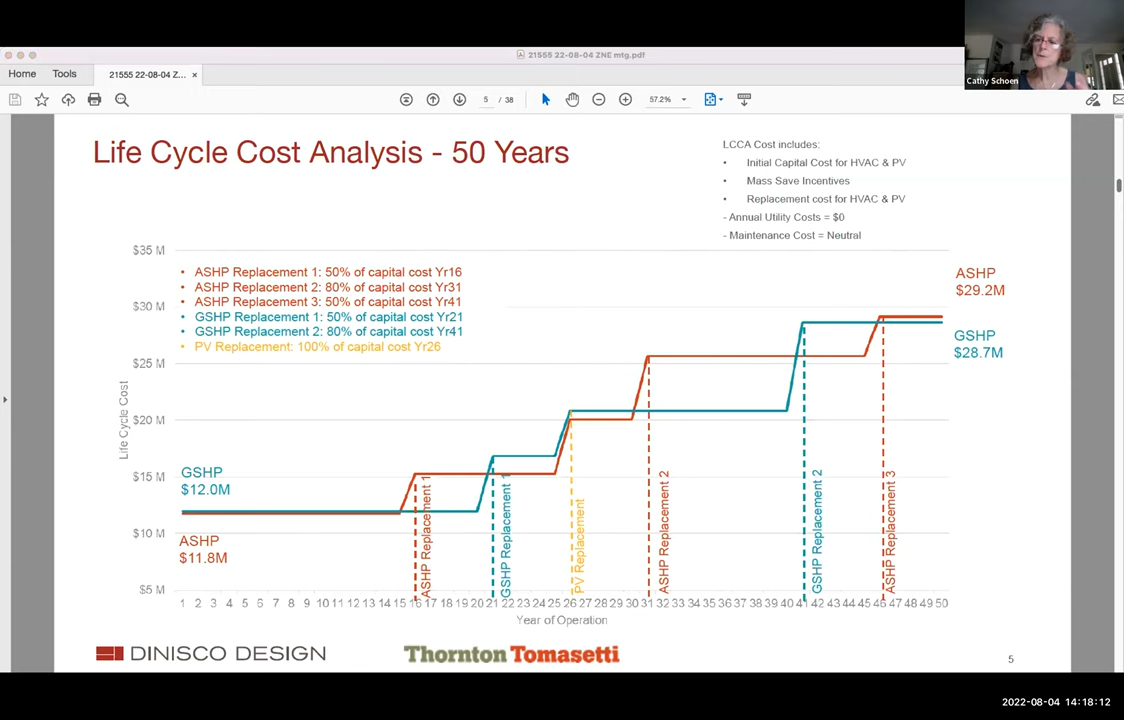 21555 22-08-04 ZNE mtg.pdf
Cathy Schoen
Home Tools 21555 22-08-04 Z... ×
5 / 38 57.2%
Life Cycle Cost Analysis - 50 Years
LCCA Cost includes:
• Initial Capital Cost for HVAC & PV
• Mass Save Incentives
• Replacement cost for HVAC & PV
- Annual Utility Costs = $0
- Maintenance Cost = Neutral
$35 M
• ASHP Replacement 1: 50% of capital cost Yr16
• ASHP Replacement 2: 80% of capital cost Yr31
• ASHP Replacement 3: 50% of capital cost Yr41
• GSHP Replacement 1: 50% of capital cost Yr21
• GSHP Replacement 2: 80% of capital cost Yr41
• PV Replacement: 100% of capital cost Yr26
ASHP
$29.2M
$30 M
GSHP
$28.7M
$25 M
Life Cycle Cost
$20 M
$15 M
GSHP
$12.0M
$10 M
ASHP
$11.8M
$5 M
ASHP Replacement 1
GSHP Replacement 1
PV Replacement
ASHP Replacement 2
GSHP Replacement 2
ASHP Replacement 3
1 2 3 4 5 6 7 8 9 10 11 12 13 14 15 16 17 18 19 20 21 22 23 24 25 26 27 28 29 30 31 32 33 34 35 36 37 38 39 40 41 42 43 44 45 46 47 48 49 50
Year of Operation
DINISCO DESIGN
Thornton Tomasetti
5
2022-08-04 14:18:12